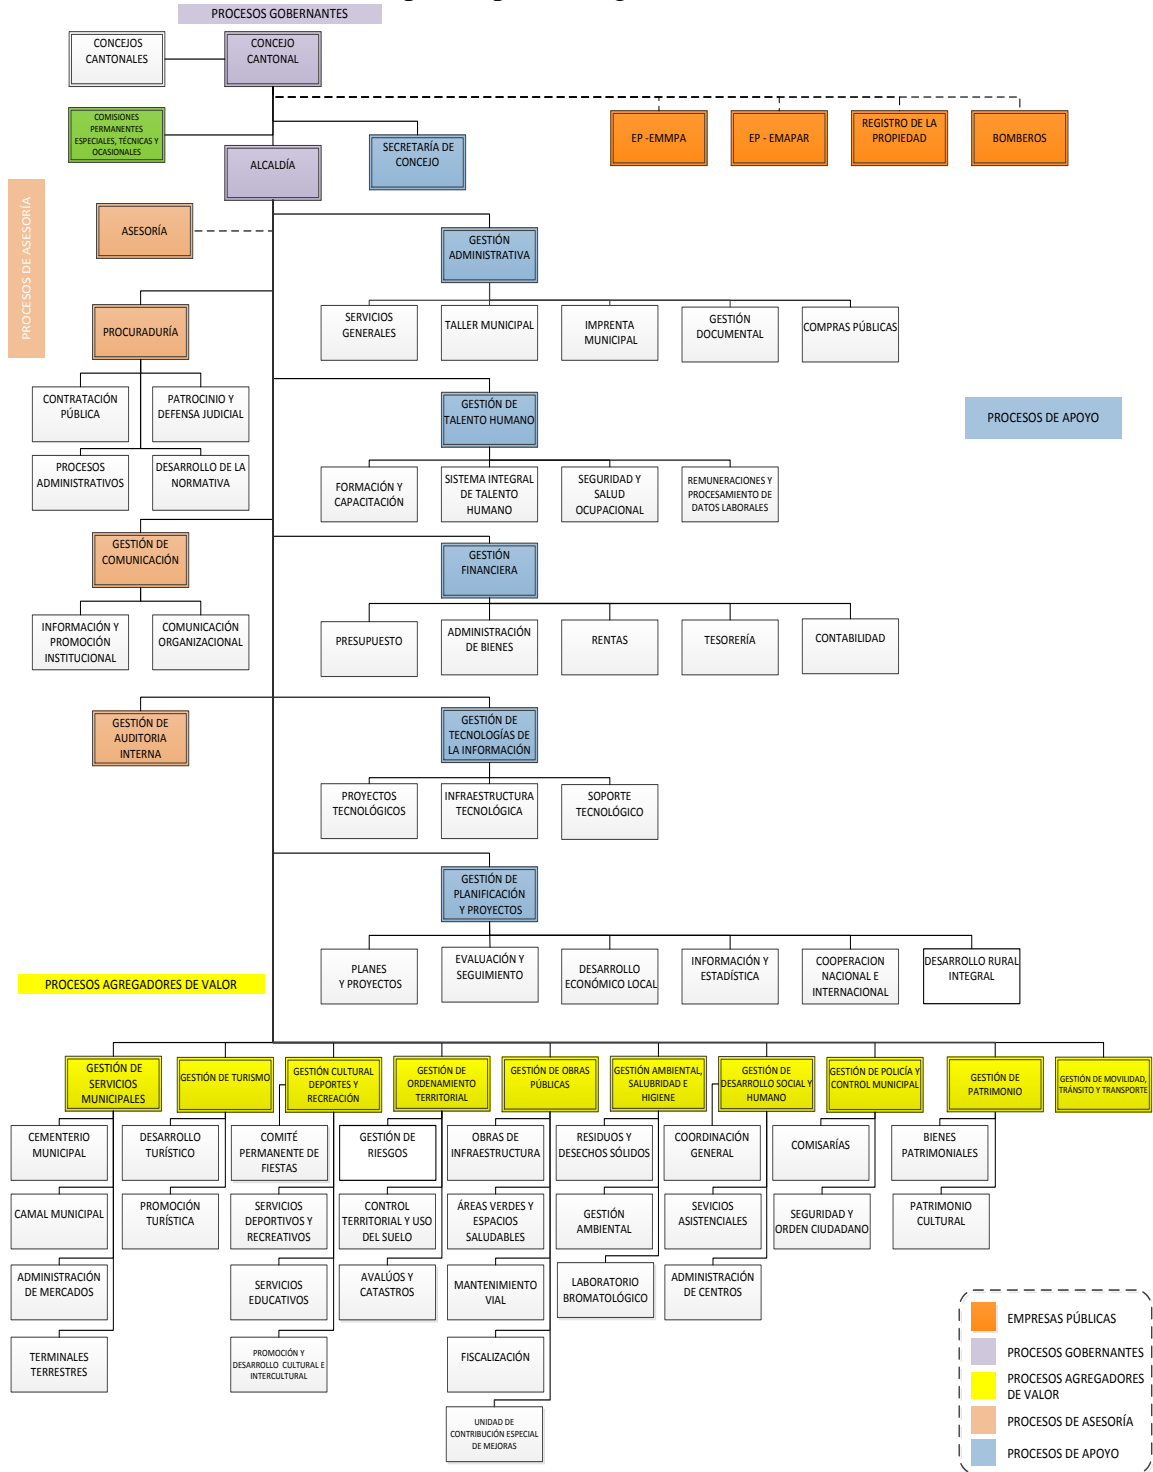 PROCESOS GOBERNANTES
CONCEJOS
CANTONALES
CONCEJO
CANTONAL
COMISIONES
PERMANENTES
ESPECIALES, TÉCNICAS Y
OCASIONALES
SECRETARÍA DE
CONCEJO
EP -EMMPA
EP - EMAPAR
REGISTRO DE LA
PROPIEDAD
BOMBEROS
ALCALDÍA
PROCESOS DE ASESORÍA
ASESORÍA
GESTIÓN
ADMINISTRATIVA
SERVICIOS
GENERALES
TALLER MUNICIPAL
IMPRENTA
MUNICIPAL
GESTIÓN
DOCUMENTAL
COMPRAS PÚBLICAS
PROCURADURÍA
CONTRATACIÓN
PÚBLICA
PATROCINIO Y
DEFENSA JUDICIAL
PROCESOS
ADMINISTRATIVOS
DESARROLLO DE LA
NORMATIVA
GESTIÓN DE
TALENTO HUMANO
PROCESOS DE APOYO
FORMACIÓN Y
CAPACITACIÓN
SISTEMA INTEGRAL
DE TALENTO
HUMANO
SEGURIDAD Y
SALUD
OCUPACIONAL
REMUNERACIONES Y
PROCESAMIENTO DE
DATOS LABORALES
GESTIÓN DE
COMUNICACIÓN
INFORMACIÓN Y
PROMOCIÓN
INSTITUCIONAL
COMUNICACIÓN
ORGANIZACIONAL
GESTIÓN
FINANCIERA
PRESUPUESTO
ADMINISTRACIÓN
DE BIENES
RENTAS
TESORERÍA
CONTABILIDAD
GESTIÓN DE
AUDITORIA
INTERNA
GESTIÓN DE
TECNOLOGÍAS DE
LA INFORMACIÓN
PROYECTOS
TECNOLÓGICOS
INFRAESTRUCTURA
TECNOLÓGICA
SOPORTE
TECNOLÓGICO
GESTIÓN DE
PLANIFICACIÓN
Y PROYECTOS
PLANES
Y PROYECTOS
EVALUACIÓN Y
SEGUIMIENTO
DESARROLLO
ECONÓMICO LOCAL
INFORMACIÓN Y
ESTADÍSTICA
COOPERACION
NACIONAL E
INTERNACIONAL
DESARROLLO RURAL
INTEGRAL
PROCESOS AGREGADORES DE VALOR
GESTIÓN DE
SERVICIOS
MUNICIPALES
GESTIÓN DE TURISMO
GESTIÓN CULTURAL
DEPORTES Y
RECREACIÓN
GESTIÓN DE
ORDENAMIENTO
TERRITORIAL
GESTIÓN DE OBRAS
PÚBLICAS
GESTIÓN AMBIENTAL,
SALUBRIDAD E
HIGIENE
GESTIÓN DE
DESARROLLO SOCIAL Y
HUMANO
GESTIÓN DE POLICÍA Y
CONTROL MUNICIPAL
GESTIÓN DE
PATRIMONIO
GESTIÓN DE MOVILIDAD,
TRÁNSITO Y TRANSPORTE
CEMENTERIO
MUNICIPAL
DESARROLLO
TURÍSTICO
COMITÉ
PERMANENTE DE
FIESTAS
GESTIÓN DE
RIESGOS
OBRAS DE
INFRAESTRUCTURA
RESIDUOS Y
DESECHOS SÓLIDOS
COORDINACIÓN
GENERAL
COMISARÍAS
BIENES
PATRIMONIALES
CAMAL MUNICIPAL
PROMOCIÓN
TURÍSTICA
SERVICIOS
DEPORTIVOS Y
RECREATIVOS
CONTROL
TERRITORIAL Y USO
DEL SUELO
ÁREAS VERDES Y
ESPACIOS
SALUDABLES
GESTIÓN
AMBIENTAL
SEVICIOS
ASISTENCIALES
SEGURIDAD Y
ORDEN CIUDADANO
PATRIMONIO
CULTURAL
ADMINISTRACIÓN
DE MERCADOS
SERVICIOS
EDUCATIVOS
AVALÚOS Y
CATASTROS
MANTENIMIENTO
VIAL
LABORATORIO
BROMATOLÓGICO
ADMINISTRACIÓN
DE CENTROS
TERMINALES
TERRESTRES
PROMOCIÓN Y
DESARROLLO CULTURAL E
INTERCULTURAL
FISCALIZACIÓN
UNIDAD DE
CONTRIBUCIÓN ESPECIAL
DE MEJORAS
EMPRESAS PÚBLICAS
PROCESOS GOBERNANTES
PROCESOS AGREGADORES
DE VALOR
PROCESOS DE ASESORÍA
PROCESOS DE APOYO